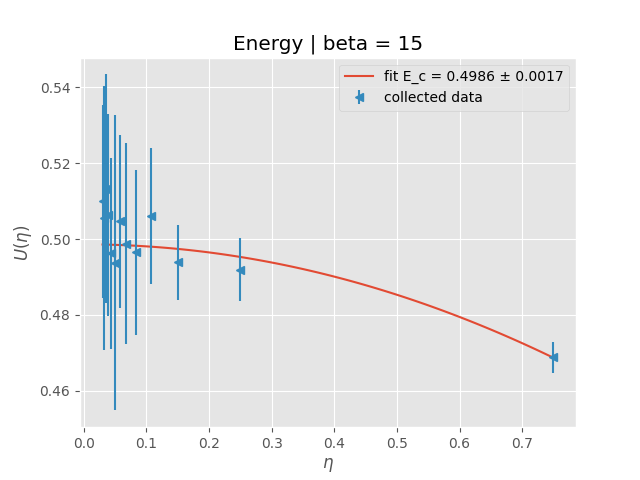 Energy | beta = 15
fit E_c = 0.4986 ± 0.0017
collected data
U(η)
0.54
0.52
0.50
0.48
0.46
0.0 0.1 0.2 0.3 0.4 0.5 0.6 0.7
η